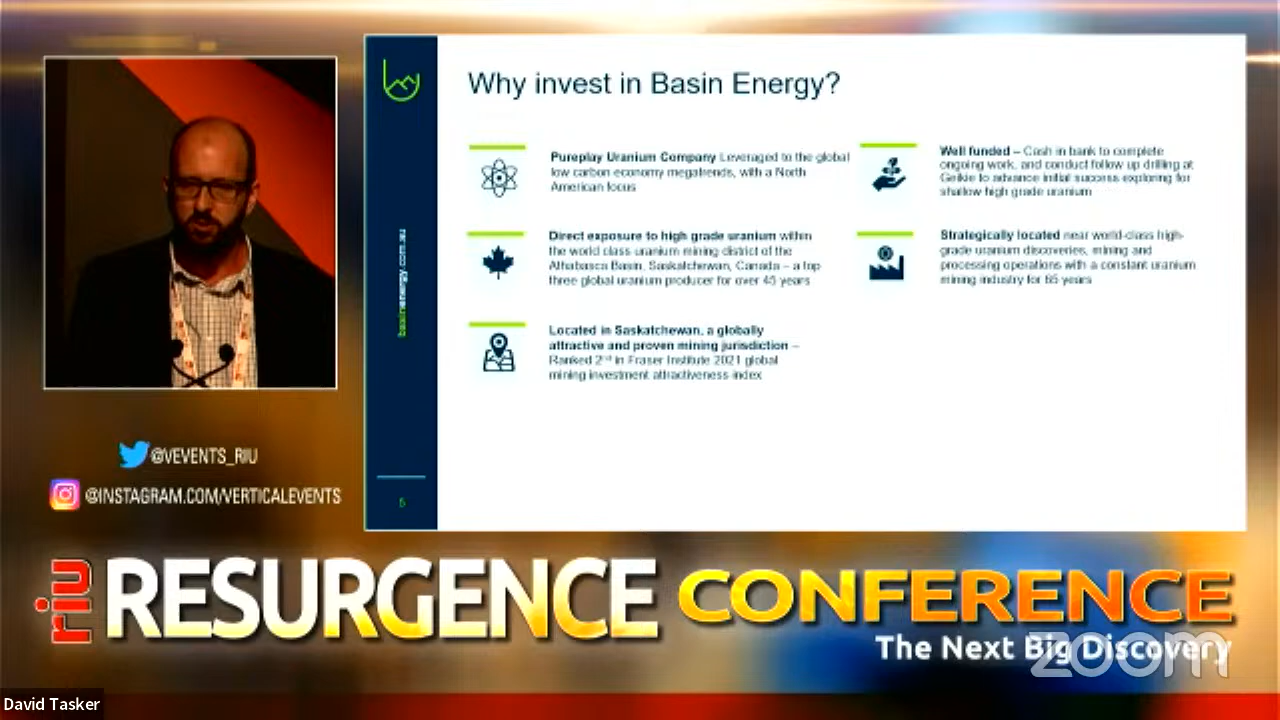 Why invest in Basin Energy?
Pureplay Uranium Company Leveraged to the global
low carbon economy megatrends, with a North
American focus
Direct exposure to high grade uranium within
the world class uranium mining district of the
Athabasca Basin, Saskatchewan, Canada – a top
three global uranium producer for over 45 years
Located in Saskatchewan, a globally
attractive and proven mining jurisdiction –
Ranked 2nd in Fraser Institute 2021 global
mining investment attractiveness index
Well funded – Cash in bank to complete
ongoing work, and conduct follow up drilling at
Geikie to advance initial success exploring for
shallow high grade uranium
Strategically located near world-class high-
grade uranium discoveries, mining and
processing operations with a constant uranium
mining industry for 65 years
basinenergy.com.au
5
@VEVENTS_RIU
@INSTAGRAM.COM/VERTICALEVENTS
riu RESURGENCE CONFERENCE
The Next Big Discovery
zoom
David Tasker